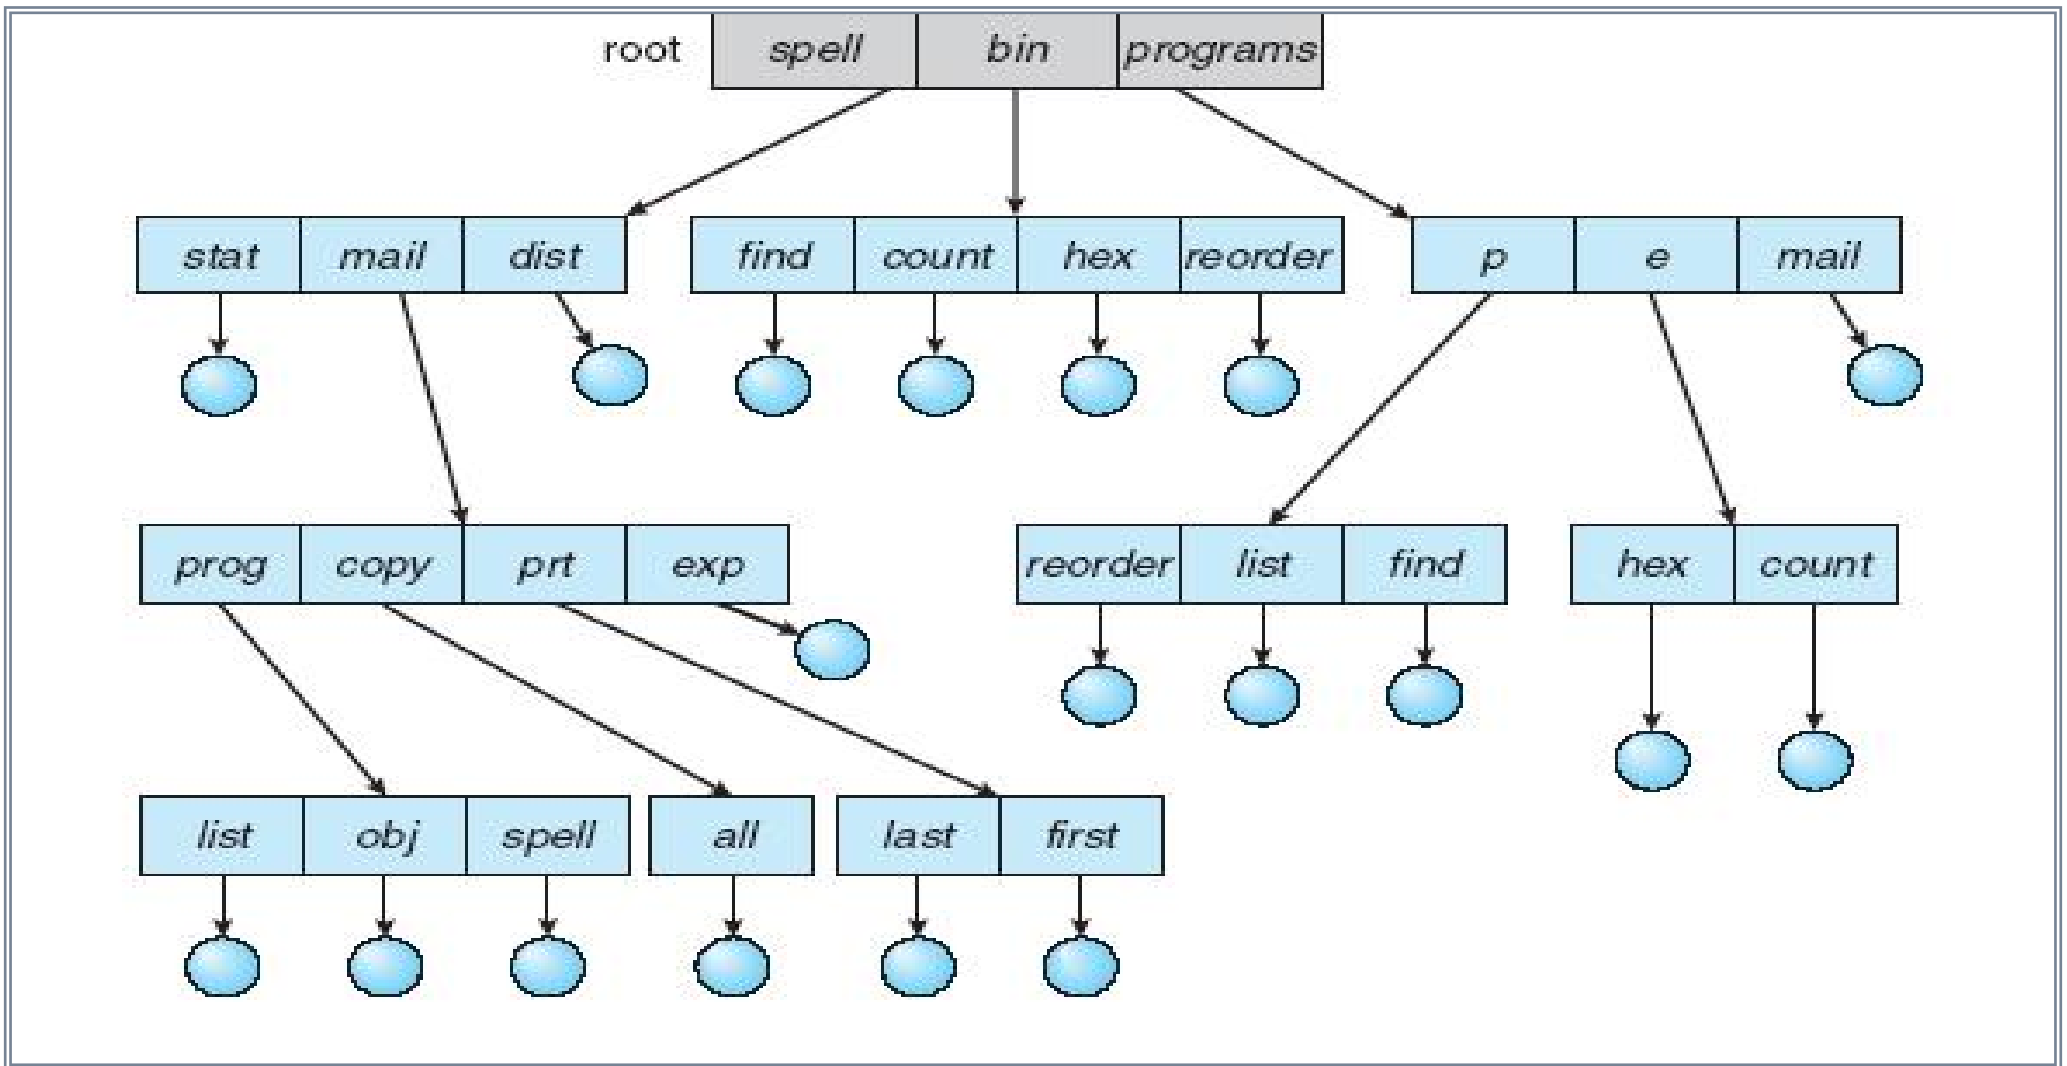 root spell bin programs
stat mail dist find count hex reorder p e mail
prog copy prt exp reorder list find hex count
list obj spell all last first